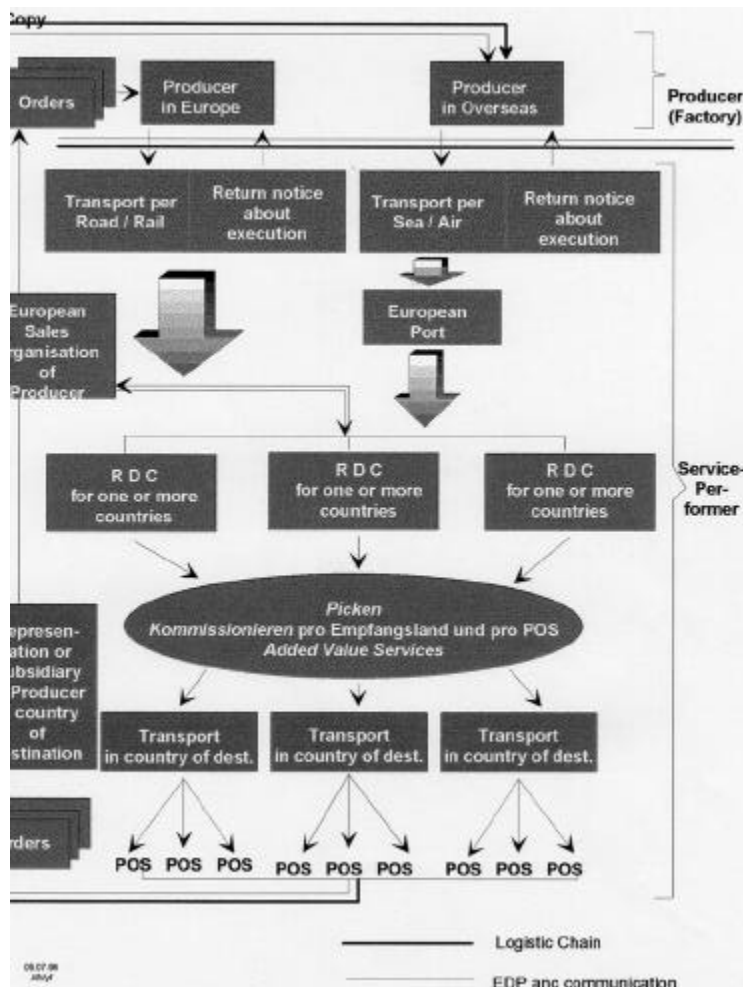 Copy
Orders
Producer
in Europe
Producer
in Overseas
Producer
(Factory)
Transport per
Road / Rail
Return notice
about
execution
Transport per
Sea / Air
Return notice
about
execution
European
Sales
rganisation
of
Producer
European
Port
R D C
for one or more
countries
R D C
for one or more
countries
R D C
for one or more
countries
Service-
Per-
former
Picken
Kommissionieren pro Empfangsland und pro POS
Added Value Services
epresen-
ation or
ubsidiary
Producer
country
of
stination
Transport
in country of dest.
Transport
in country of dest.
Transport
in country of dest.
rders
POS POS POS POS POS POS POS POS POS
Logistic Chain
EDP anc communication